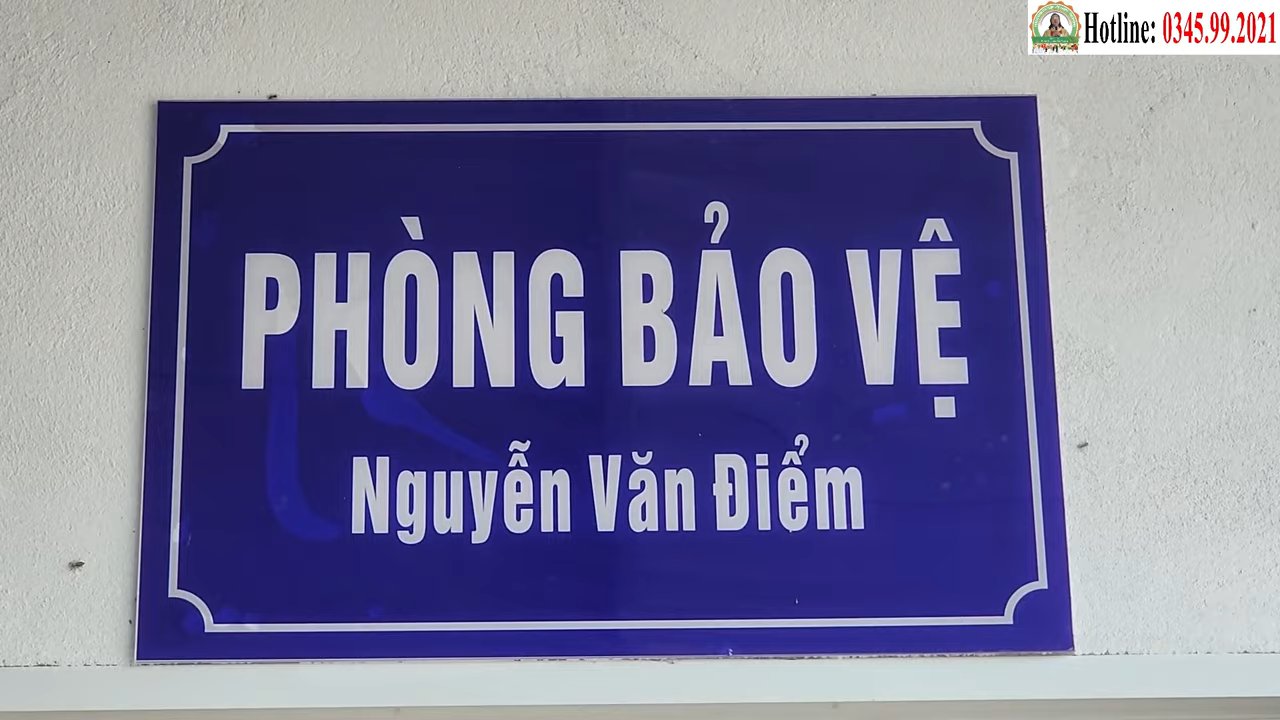 Hotline: 0345.99.2021
PHÒNG BẢO VỆ
Nguyễn Văn Điểm